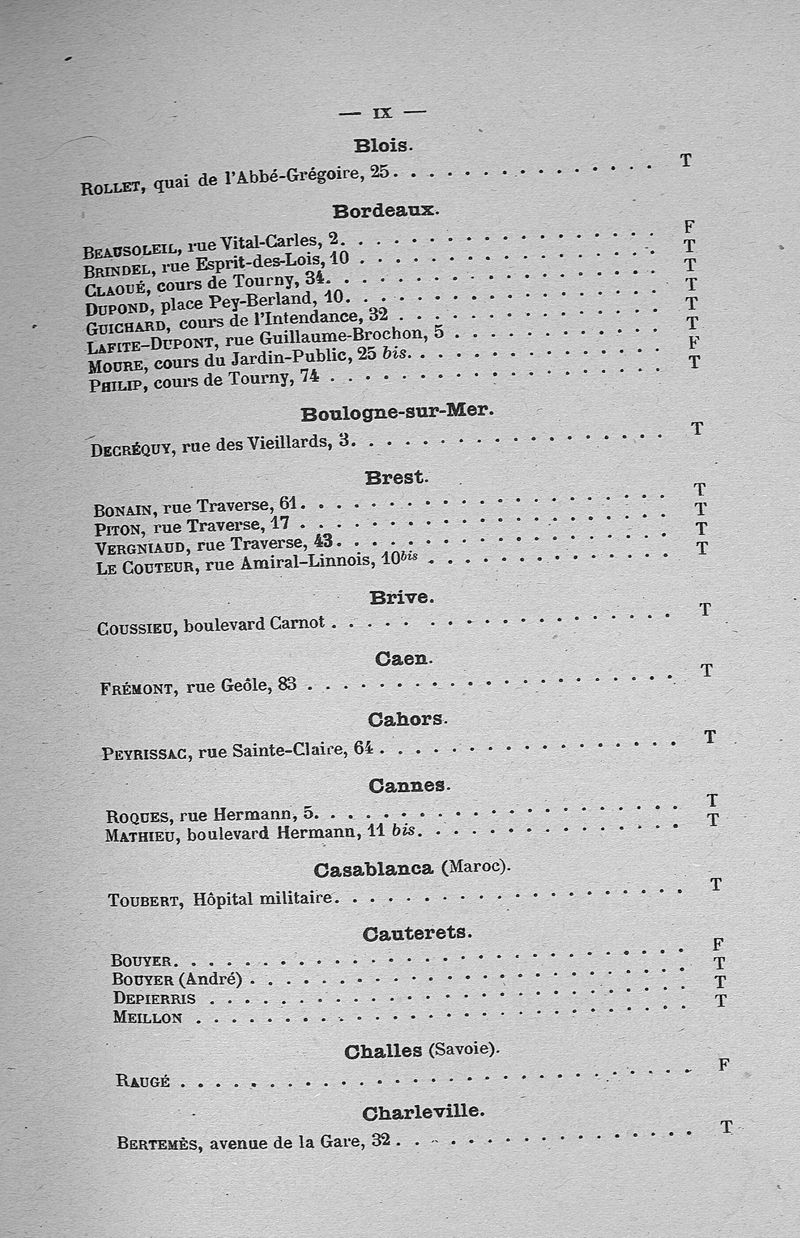 — IX —
Blois.
ROLLET, quai de l'Abbé-Grégoire, 25. . . . . . . . . . . . . . . T
Bordeaux.
BEAUSOLEIL, rue Vital-Carles, 2. . . . . . . . . . . . . . . . . . F
BRINDEL, rue Esprit-des-Lois, 10 . . . . . . . . . . . . . . . . . T
CLAOUÉ, cours de Tourny, 34. . . . . . . . . . . . . . . . . . . T
DUPOND, place Pey-Berland, 10. . . . . . . . . . . . . . . . . . T
GUICHARD, cours de l'Intendance, 32 . . . . . . . . . . . . . . . T
LAFITE-DUPONT, rue Guillaume-Brochon, 5 . . . . . . . . . . . . T
MOURE, cours du Jardin-Public, 25 bis. . . . . . . . . . . . . . . F
PHILIP, cours de Tourny, 74 . . . . . . . . . . . . . . . . . . . T
Boulogne-sur-Mer.
DECRÉQUY, rue des Vieillards, 3. . . . . . . . . . . . . . . . . . T
Brest.
BONAIN, rue Traverse, 61. . . . . . . . . . . . . . . . . . . . . T
PITON, rue Traverse, 17 . . . . . . . . . . . . . . . . . . . . . T
VERGNIAUD, rue Traverse, 43. . . . . . . . . . . . . . . . . . . T
LE COUTEUR, rue Amiral-Linnois, 10bis . . . . . . . . . . . . . . T
Brive.
COUSSIEU, boulevard Carnot . . . . . . . . . . . . . . . . . . . T
Caen.
FRÉMONT, rue Geôle, 83 . . . . . . . . . . . . . . . . . . . . . T
Cahors.
PEYRISSAC, rue Sainte-Claire, 64 . . . . . . . . . . . . . . . . . T
Cannes.
ROQUES, rue Hermann, 5. . . . . . . . . . . . . . . . . . . . . T
MATHIEU, boulevard Hermann, 11 bis. . . . . . . . . . . . . . . T
Casablanca (Maroc).
TOUBERT, Hôpital militaire. . . . . . . . . . . . . . . . . . . . T
Cauterets.
BOUYER. . . . . . . . . . . . . . . . . . . . . . . . . . . . . F
BOUYER (André) . . . . . . . . . . . . . . . . . . . . . . . . . T
DEPIERRIS . . . . . . . . . . . . . . . . . . . . . . . . . . . T
MEILLON . . . . . . . . . . . . . . . . . . . . . . . . . . . . T
Challes (Savoie).
RAUGÉ . . . . . . . . . . . . . . . . . . . . . . . . . . . . . F
Charleville.
BERTEMÈS, avenue de la Gare, 32 . . . . . . . . . . . . . . . . . T